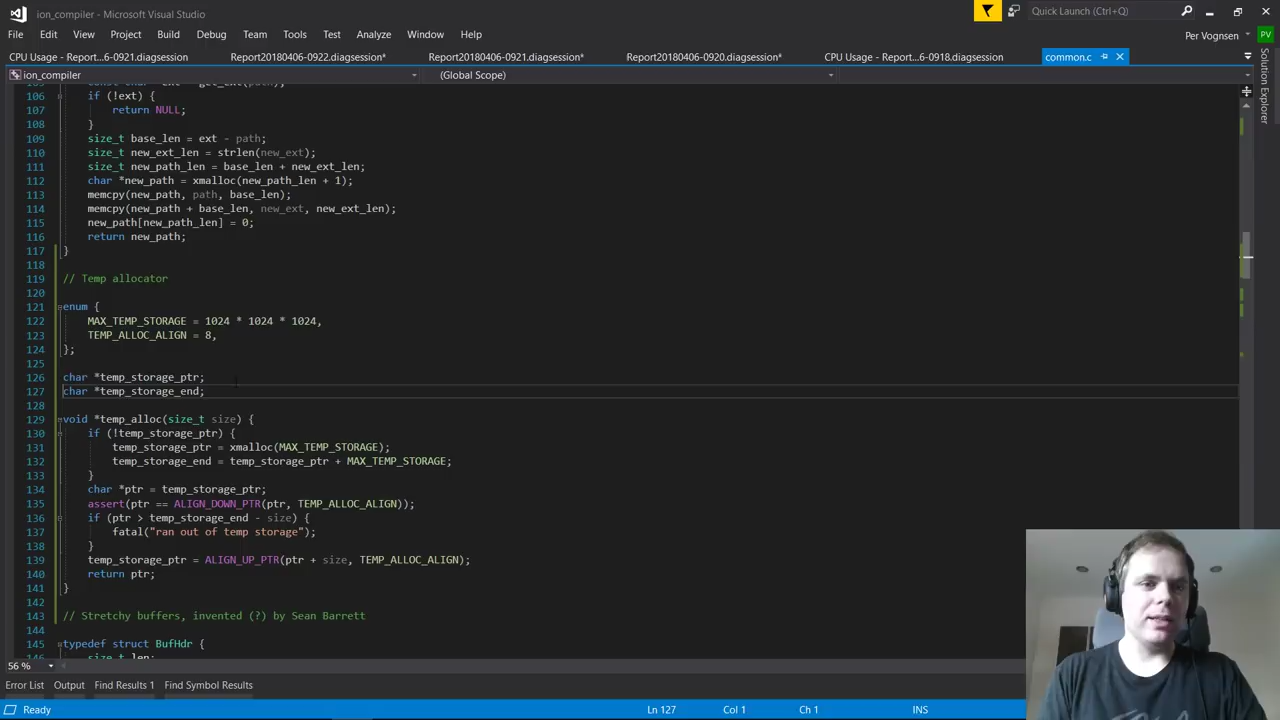 ion_compiler - Microsoft Visual Studio
Quick Launch (Ctrl+Q)
File Edit View Project Build Debug Team Tools Test Analyze Window Help
Per Vognsen PV
CPU Usage - Report...6-0921.diagsession Report20180406-0922.diagsession* Report20180406-0921.diagsession* Report20180406-0920.diagsession* CPU Usage - Report...6-0918.diagsession common.c
ion_compiler (Global Scope)
Solution Explorer
106 if (!ext) {
107 return NULL;
108 }
109 size_t base_len = ext - path;
110 size_t new_ext_len = strlen(new_ext);
111 size_t new_path_len = base_len + new_ext_len;
112 char *new_path = xmalloc(new_path_len + 1);
113 memcpy(new_path, path, base_len);
114 memcpy(new_path + base_len, new_ext, new_ext_len);
115 new_path[new_path_len] = 0;
116 return new_path;
117 }
118
119 // Temp allocator
120
121 enum {
122 MAX_TEMP_STORAGE = 1024 * 1024 * 1024,
123 TEMP_ALLOC_ALIGN = 8,
124 };
125
126 char *temp_storage_ptr;
127 char *temp_storage_end;
128
129 void *temp_alloc(size_t size) {
130 if (!temp_storage_ptr) {
131 temp_storage_ptr = xmalloc(MAX_TEMP_STORAGE);
132 temp_storage_end = temp_storage_ptr + MAX_TEMP_STORAGE;
133 }
134 char *ptr = temp_storage_ptr;
135 assert(ptr == ALIGN_DOWN_PTR(ptr, TEMP_ALLOC_ALIGN));
136 if (ptr > temp_storage_end - size) {
137 fatal("ran out of temp storage");
138 }
139 temp_storage_ptr = ALIGN_UP_PTR(ptr + size, TEMP_ALLOC_ALIGN);
140 return ptr;
141 }
142
143 // Stretchy buffers, invented (?) by Sean Barrett
144
145 typedef struct BufHdr {
146 size_t len;
56 %
Error List Output Find Results 1 Find Symbol Results
Ready Ln 127 Col 1 Ch 1 INS